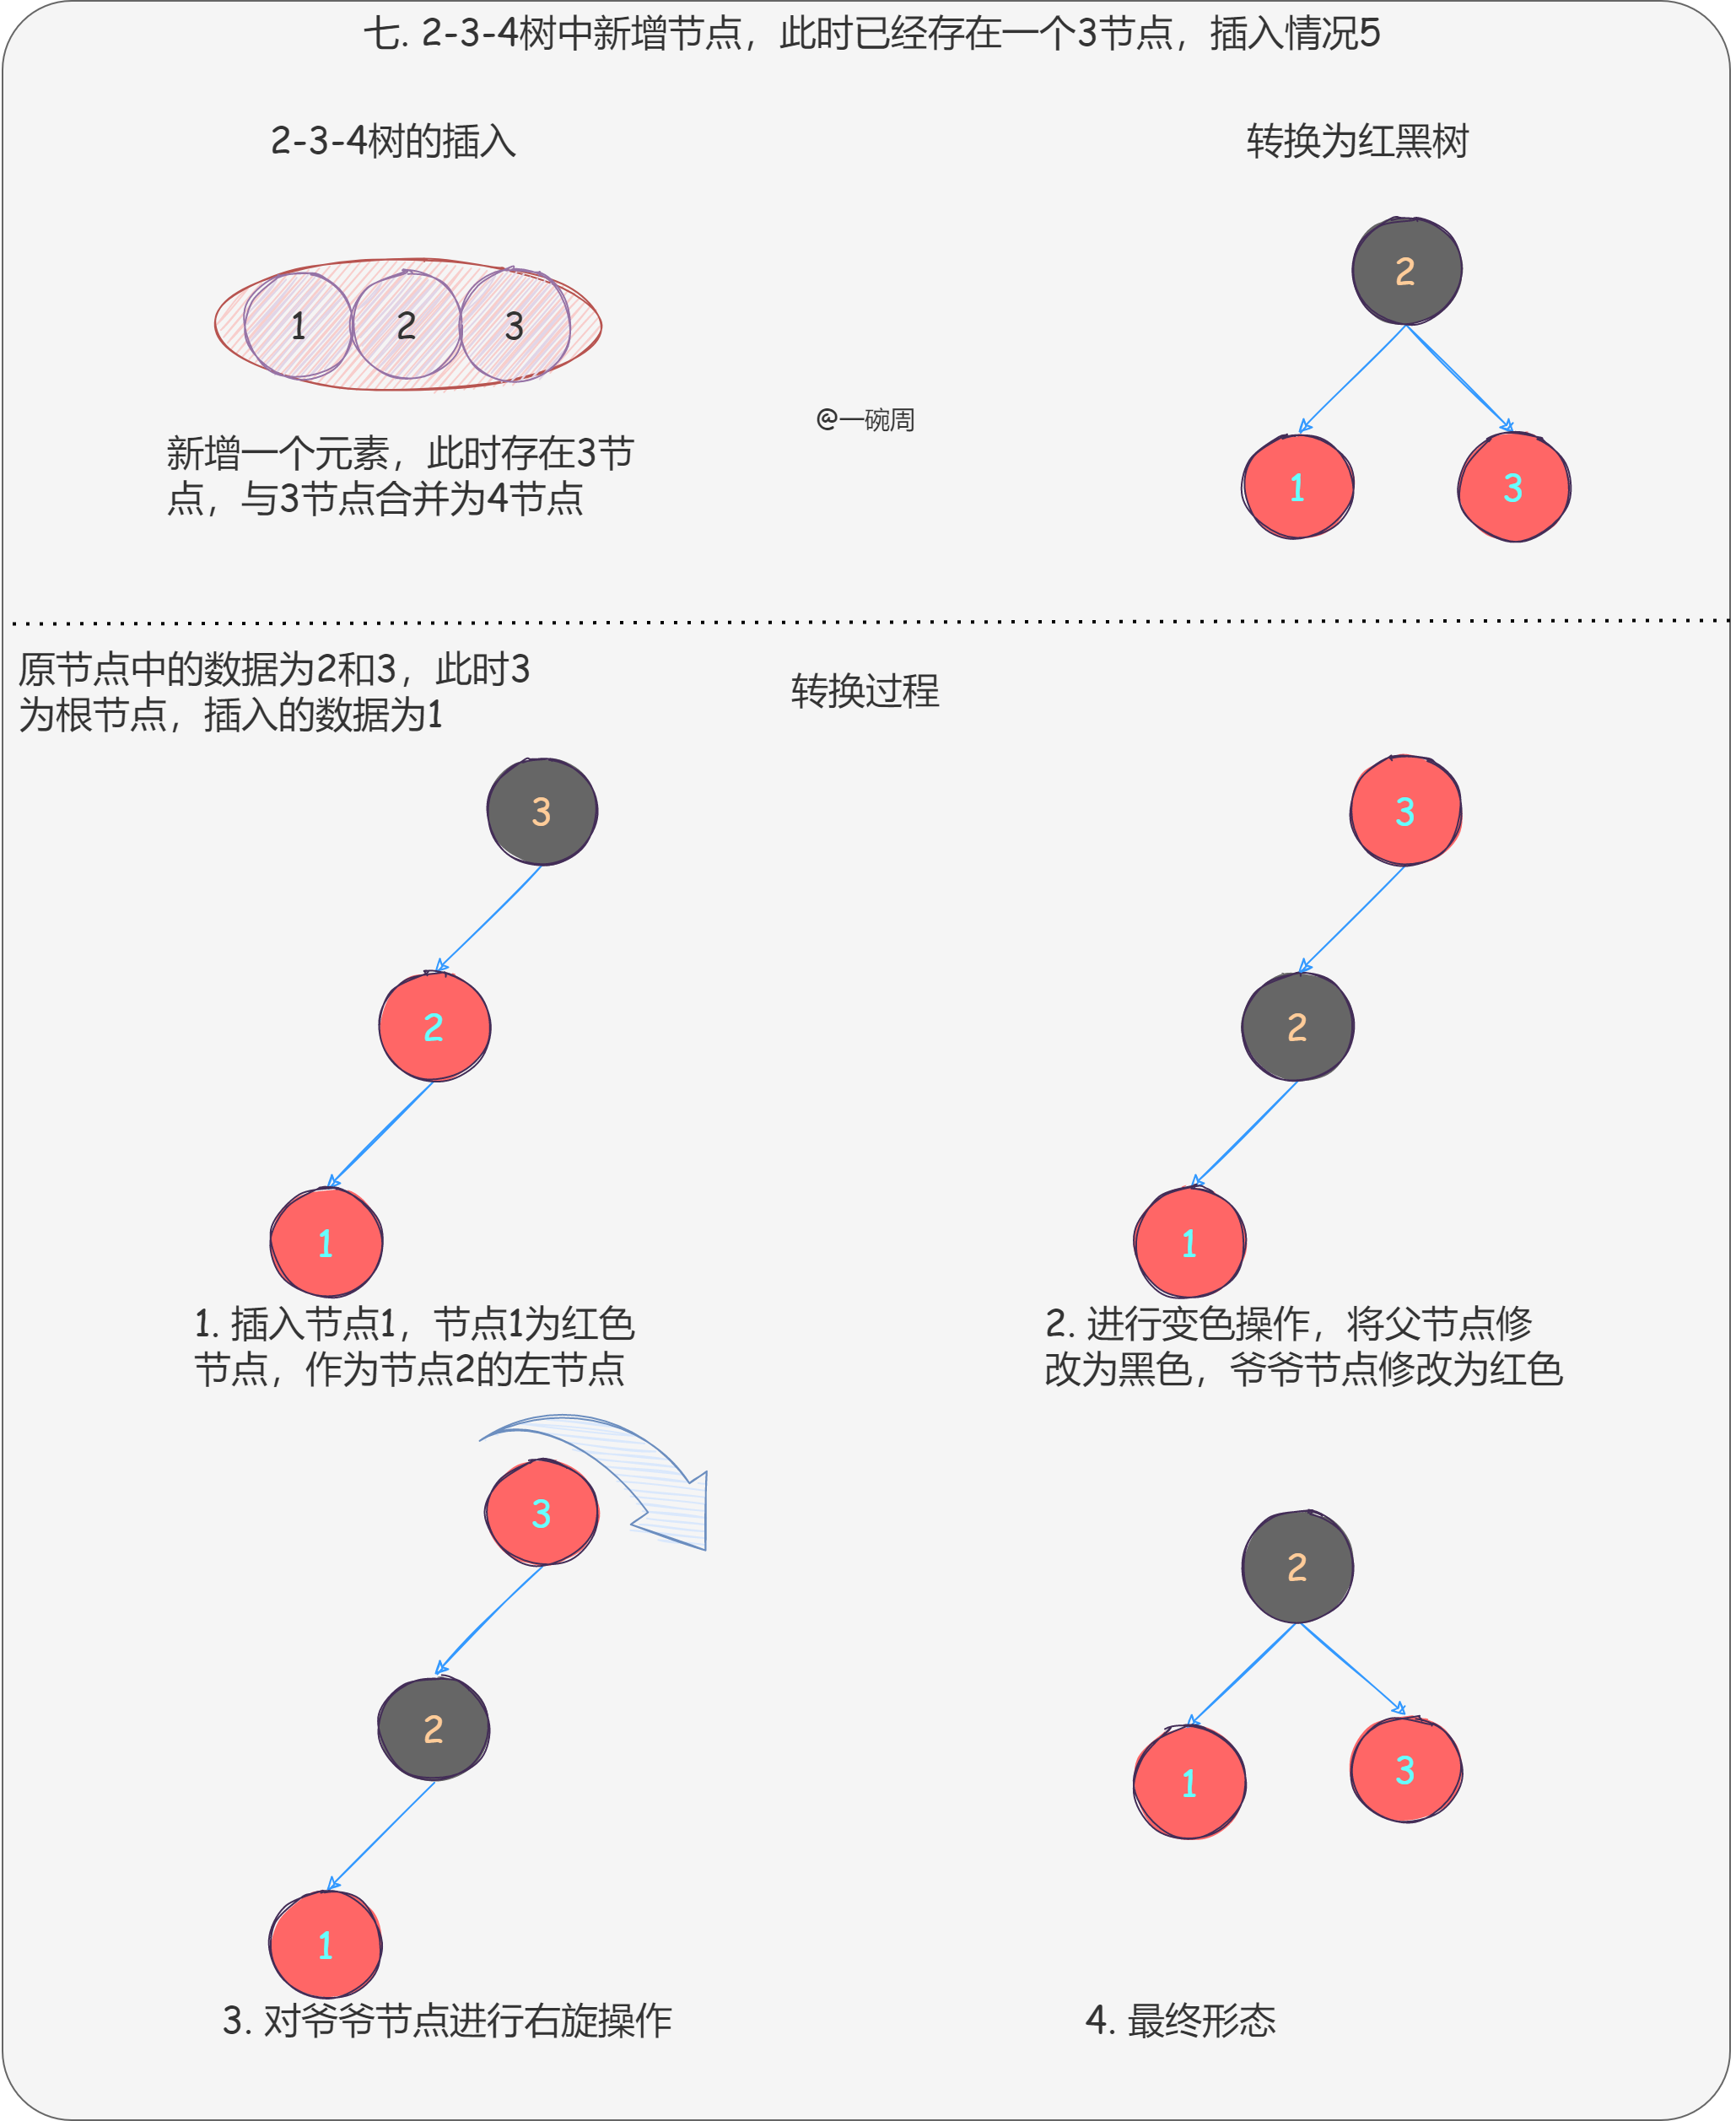 七. 2-3-4树中新增节点，此时已经存在一个3节点，插入情况5
2-3-4树的插入
转换为红黑树
1
2
3
2
1
3
@一碗周
新增一个元素，此时存在3节
点，与3节点合并为4节点
原节点中的数据为2和3，此时3
为根节点，插入的数据为1
转换过程
3
2
1
1. 插入节点1，节点1为红色
节点，作为节点2的左节点
3
2
1
2. 进行变色操作，将父节点修
改为黑色，爷爷节点修改为红色
3
2
1
3. 对爷爷节点进行右旋操作
2
1
3
4. 最终形态